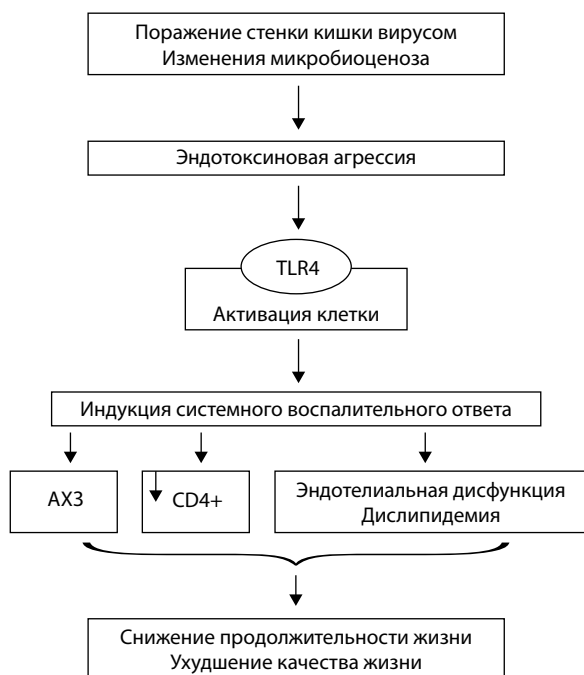 Поражение стенки кишки вирусом
Изменения микробиоценоза
Эндотоксиновая агрессия
TLR4
Активация клетки
Индукция системного воспалительного ответа
АХЗ
CD4+
Эндотелиальная дисфункция
Дислипидемия
Снижение продолжительности жизни
Ухудшение качества жизни